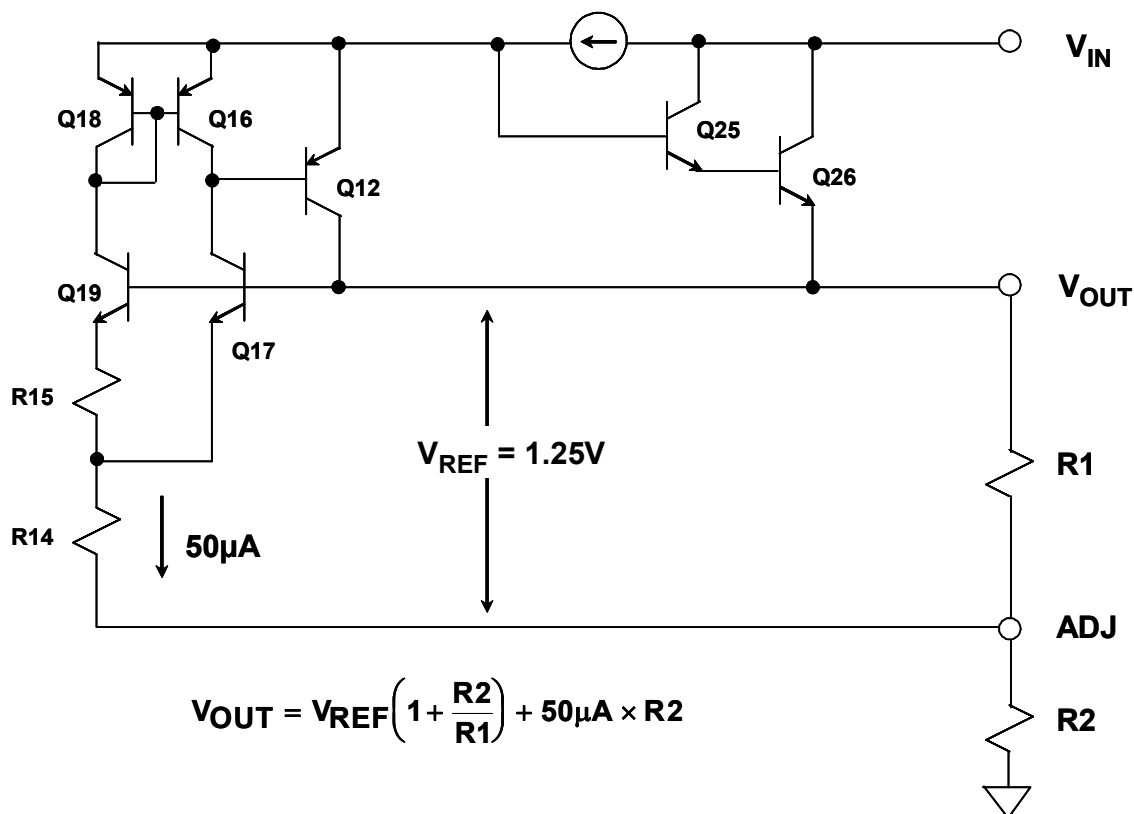 V_IN
Q18
Q16
Q25
Q12
Q26
Q19
V_OUT
Q17
R15
V_REF = 1.25V
R1
R14
50µA
ADJ
V_OUT = V_REF(1 + R2/R1) + 50µA × R2
R2